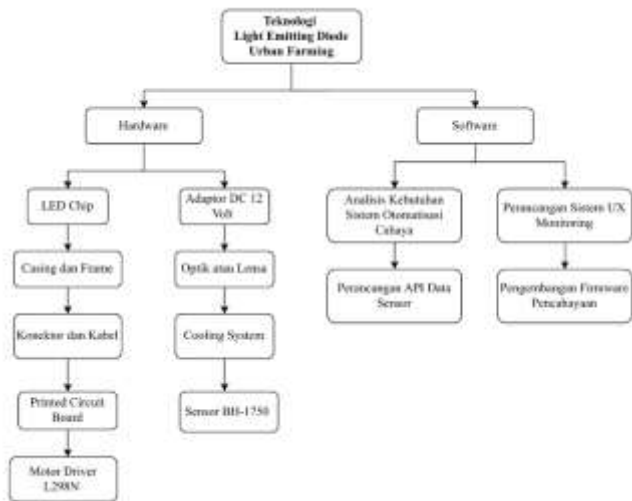 Teknologi
Light Emitting Diode
Urban Farming
Hardware
Software
LED Chip
Adaptor DC 12
Volt
Analisis Kebutuhan
Sistem Otomatisasi
Cahaya
Perancangan Sistem UX
Monitoring
Casing dan Frame
Optik atau Lensa
Perancangan API Data
Sensor
Pengembangan Firmware
Pencahayaan
Konektor dan Kabel
Cooling System
Printed Circuit
Board
Sensor BH-1750
Motor Driver
L298N